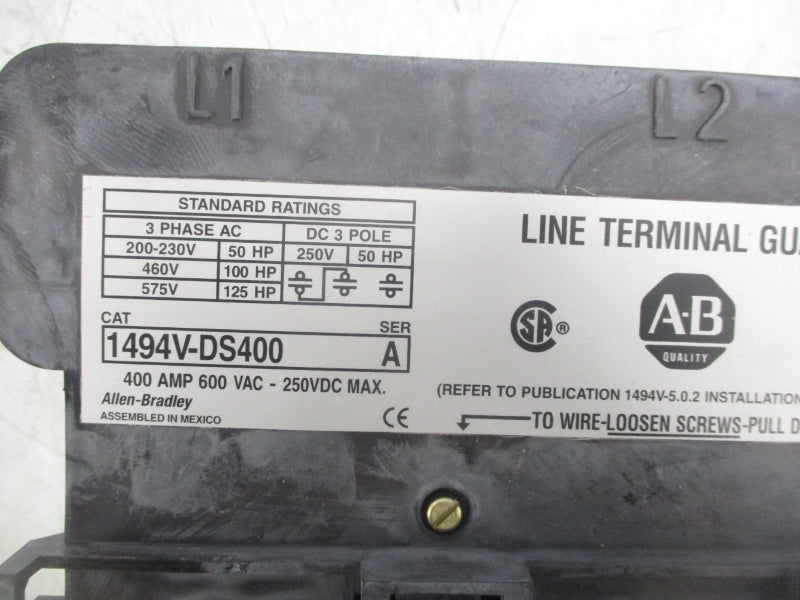 L1
L2
STANDARD RATINGS
3 PHASE AC
DC 3 POLE
200-230V 50 HP
250V 50 HP
460V 100 HP
575V 125 HP
CAT
SER
1494V-DS400 A
400 AMP 600 VAC - 250VDC MAX.
Allen-Bradley
ASSEMBLED IN MEXICO
CE
LINE TERMINAL GUA
SA ®
A-B
QUALITY
(REFER TO PUBLICATION 1494V-5.0.2 INSTALLATION
TO WIRE-LOOSEN SCREWS-PULL D